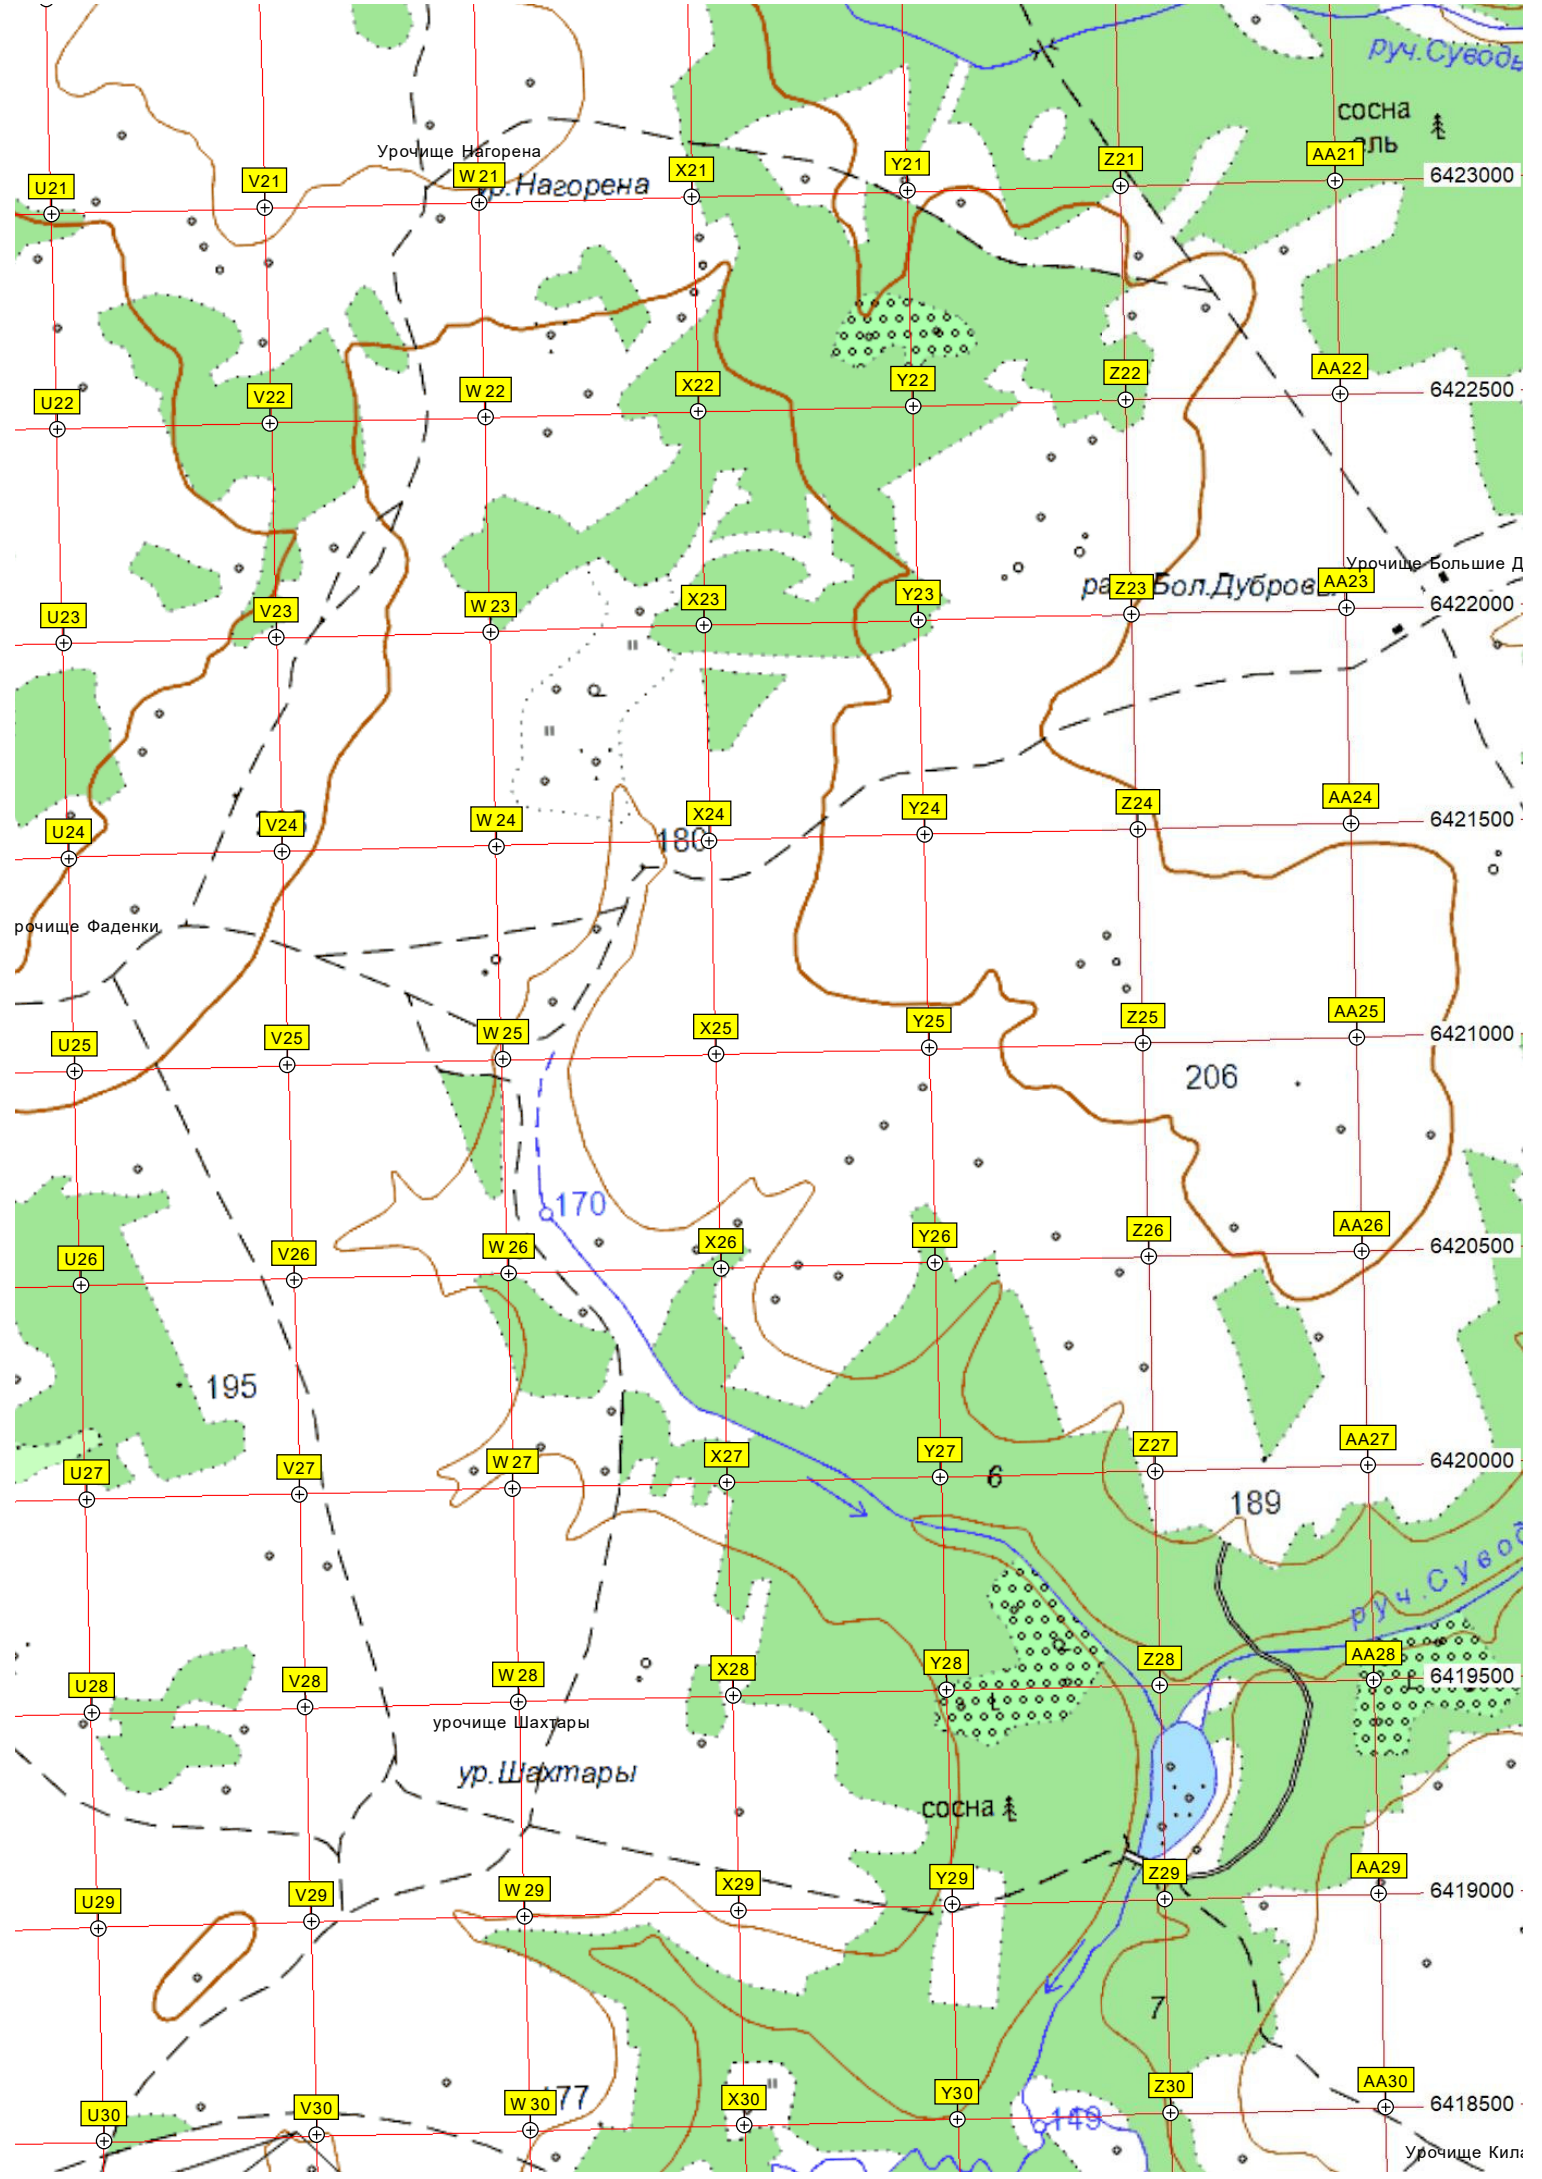 руч.Суводь
сосна
ель
Урочище Нагорена
ур.Нагорена
U21 V21 W21 X21 Y21 Z21 AA21 6423000
U22 V22 W22 X22 Y22 Z22 AA22 6422500
Урочище Большие Д
Бол.Дубровы
U23 V23 W23 X23 Y23 Z23 AA23 6422000
U24 V24 W24 X24 Y24 Z24 AA24 6421500
180
рочище Фаденки
U25 V25 W25 X25 Y25 Z25 AA25 6421000
206
170
U26 V26 W26 X26 Y26 Z26 AA26 6420500
195
U27 V27 W27 X27 Y27 Z27 AA27 6420000
6
189
руч.Сувод
U28 V28 W28 X28 Y28 Z28 AA28 6419500
урочище Шахтары
ур.Шахтары
сосна
U29 V29 W29 X29 Y29 Z29 AA29 6419000
7
U30 V30 W30 X30 Y30 Z30 AA30 6418500
77
149
Урочище Кила